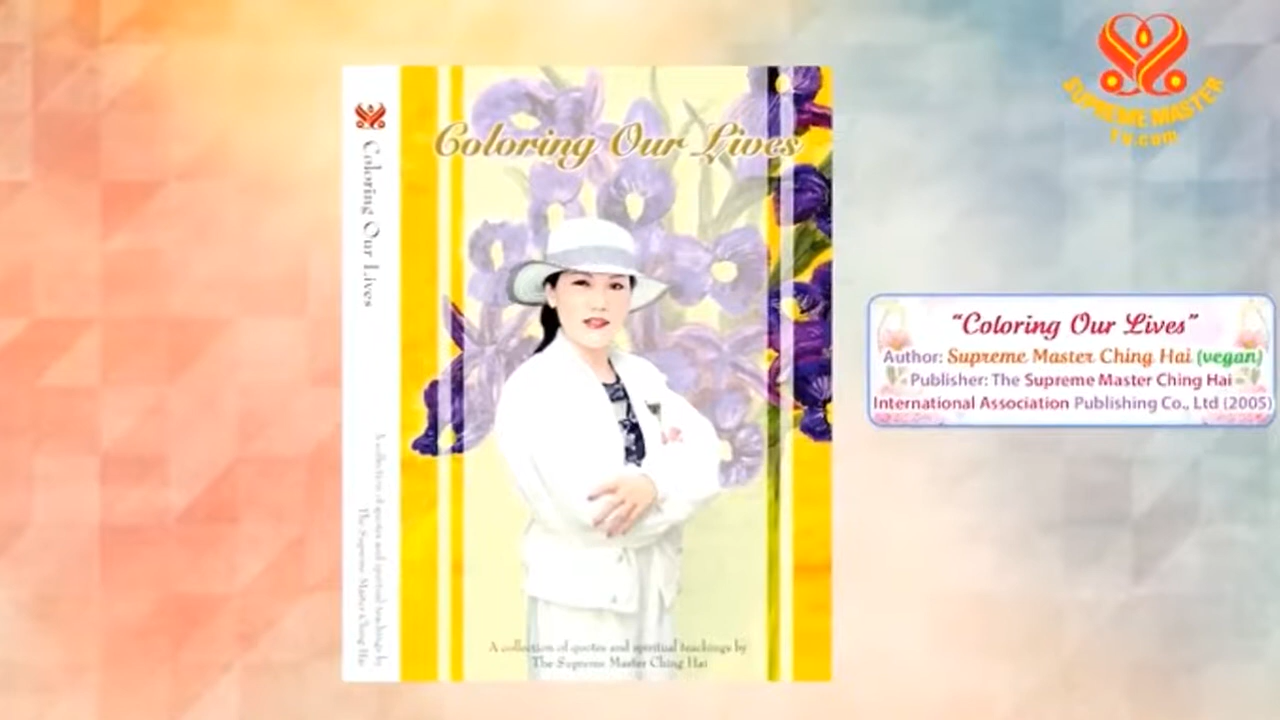 SUPREME MASTER
TV.com
Coloring Our Lives
Coloring Our Lives
A collection of quotes and spiritual teachings by
The Supreme Master Ching Hai
A collection of quotes and spiritual teachings by
The Supreme Master Ching Hai
“Coloring Our Lives”
Author: Supreme Master Ching Hai (vegan)
Publisher: The Supreme Master Ching Hai
International Association Publishing Co., Ltd (2005)